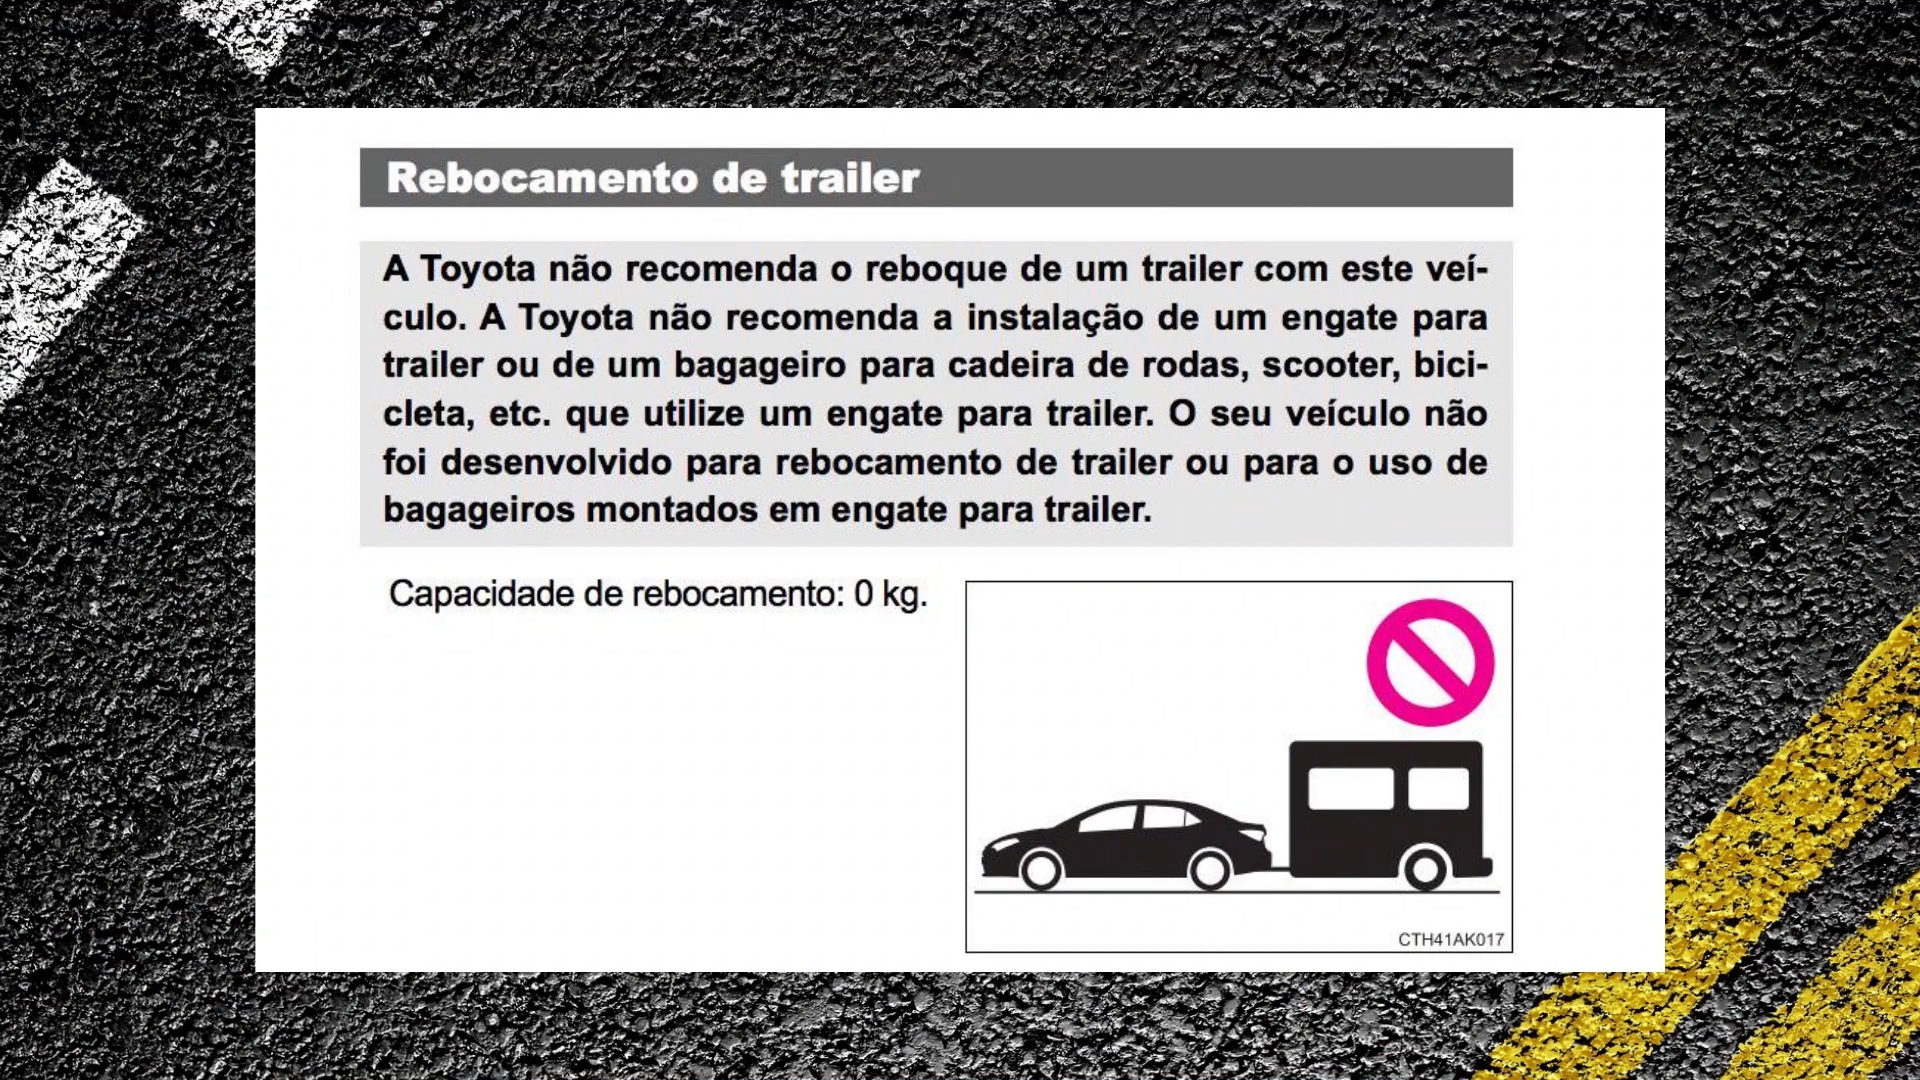 Rebocamento de trailer
A Toyota não recomenda o reboque de um trailer com este veí-
culo. A Toyota não recomenda a instalação de um engate para
trailer ou de um bagageiro para cadeira de rodas, scooter, bici-
cleta, etc. que utilize um engate para trailer. O seu veículo não
foi desenvolvido para rebocamento de trailer ou para o uso de
bagageiros montados em engate para trailer.
Capacidade de rebocamento: 0 kg.
CTH41AK017